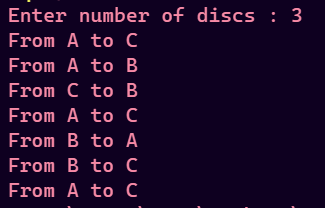 Enter number of discs : 3
From A to C
From A to B
From C to B
From A to C
From B to A
From B to C
From A to C